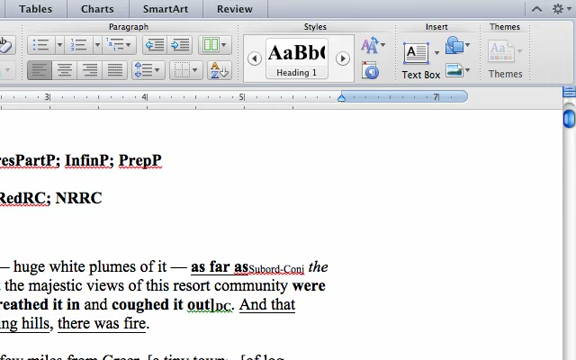 Tables Charts SmartArt Review
Paragraph Styles Insert Themes
AaBbC
Heading 1 Text Box Themes
3 4 5 7
resPartP; InfinP; PrepP
RedRC; NRRC
— huge white plumes of it — as far asSubord-Conj the
the majestic views of this resort community were
reathed it in and coughed it out]DC. And that
ng hills, there was fire.
few miles from Greer, [a tiny town, [of log